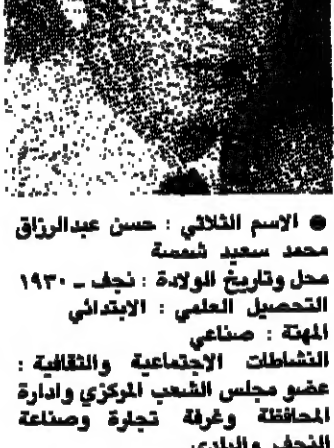 ● الاسم الثلاثي : حسن عبدالرزاق
محمد سعيد شمسة
محل وتاريخ الولادة : نجف ـ ١٩٣٠
التحصيل العلمي : الابتدائي
المهنة : صناعي
النشاطات الاجتماعية والثقافية :
عضو مجلس الشعب المركزي وادارة
المحافظة وغرفة تجارة وصناعة
النجف